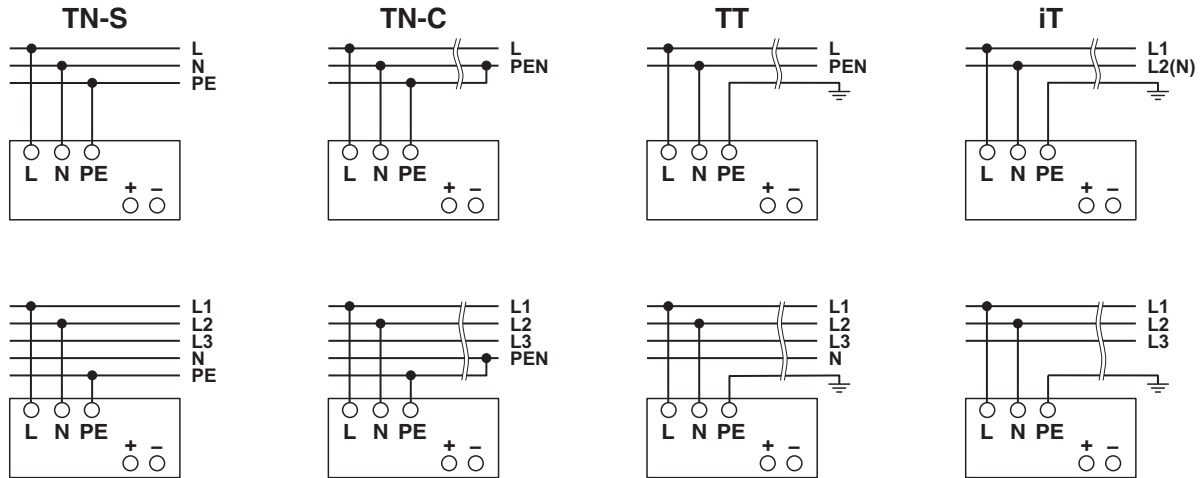 TN-S
L
N
PE
L N PE
+ –
TN-C
L
PEN
L N PE
+ –
TT
L
PEN
L N PE
+ –
iT
L1
L2(N)
L N PE
+ –
L1
L2
L3
N
PE
L N PE
+ –
L1
L2
L3
PEN
L N PE
+ –
L1
L2
L3
N
L N PE
+ –
L1
L2
L3
L N PE
+ –